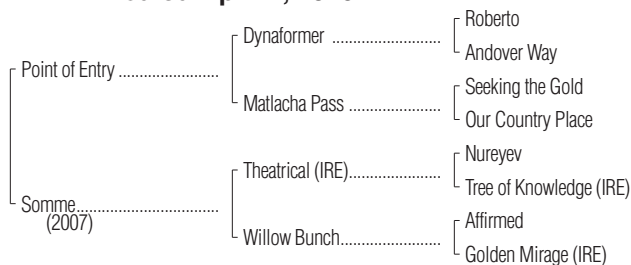 Roberto
Dynaformer
Andover Way
Point of Entry
Seeking the Gold
Matlacha Pass
Our Country Place
Nureyev
Theatrical (IRE)
Tree of Knowledge (IRE)
Somme
(2007)
Affirmed
Willow Bunch
Golden Mirage (IRE)